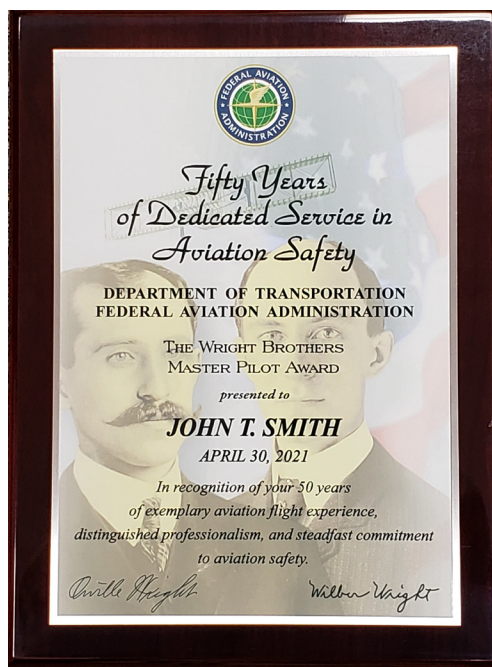 FEDERAL AVIATION
ADMINISTRATION
Fifty Years
of Dedicated Service in
Aviation Safety
DEPARTMENT OF TRANSPORTATION
FEDERAL AVIATION ADMINISTRATION
THE WRIGHT BROTHERS
MASTER PILOT AWARD
presented to
JOHN T. SMITH
APRIL 30, 2021
In recognition of your 50 years
of exemplary aviation flight experience,
distinguished professionalism, and steadfast commitment
to aviation safety.
Orville Wright Wilbur Wright